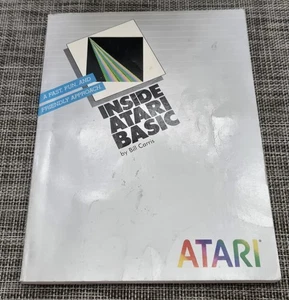 A FAST, FUN, AND
FRIENDLY APPROACH
INSIDE
ATARI
BASIC
by Bill Carris
ATARI